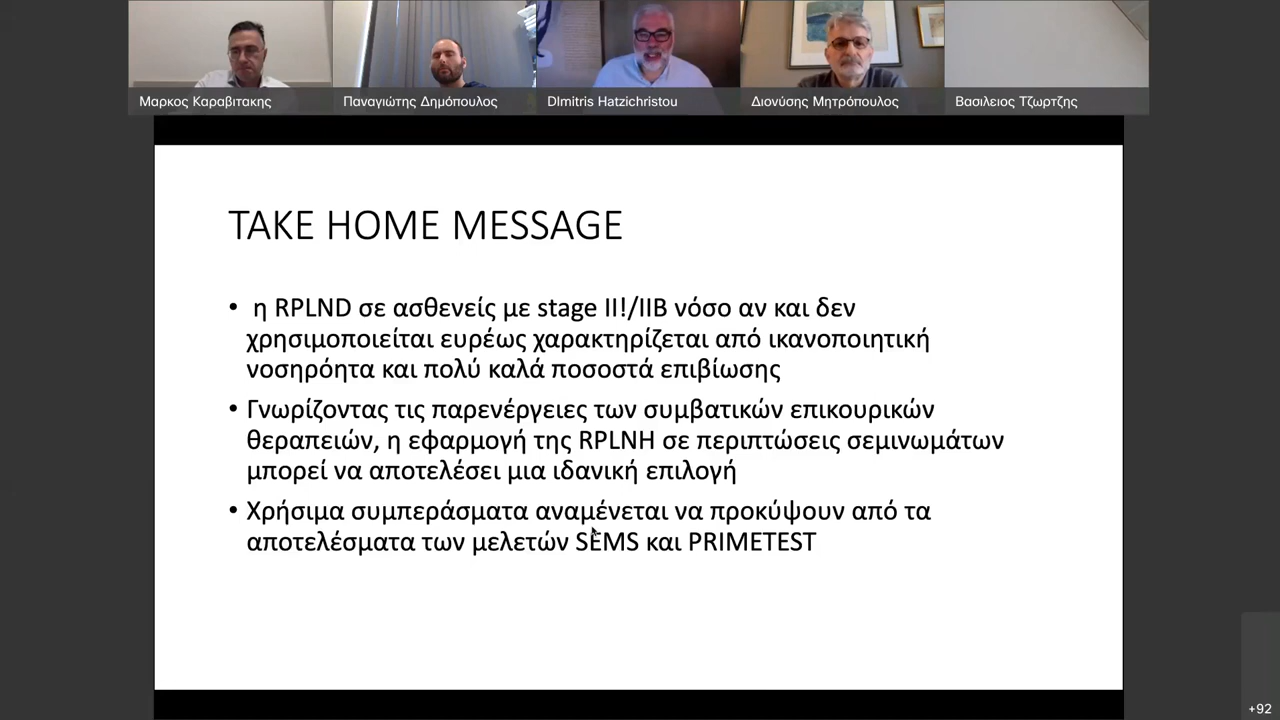 Μαρκος Καραβιτακης
Παναγιώτης Δημόπουλος
DImitris Hatzichristou
Διονύσης Μητρόπουλος
Βασιλειος Τζωρτζης
TAKE HOME MESSAGE
• η RPLND σε ασθενείς με stage II!/IIB νόσο αν και δεν
χρησιμοποιείται ευρέως χαρακτηρίζεται από ικανοποιητική
νοσηρόητα και πολύ καλά ποσοστά επιβίωσης
• Γνωρίζοντας τις παρενέργειες των συμβατικών επικουρικών
θεραπειών, η εφαρμογή της RPLNH σε περιπτώσεις σεμινωμάτων
μπορεί να αποτελέσει μια ιδανική επιλογή
• Χρήσιμα συμπεράσματα αναμένεται να προκύψουν από τα
αποτελέσματα των μελετών SEMS και PRIMETEST
+92